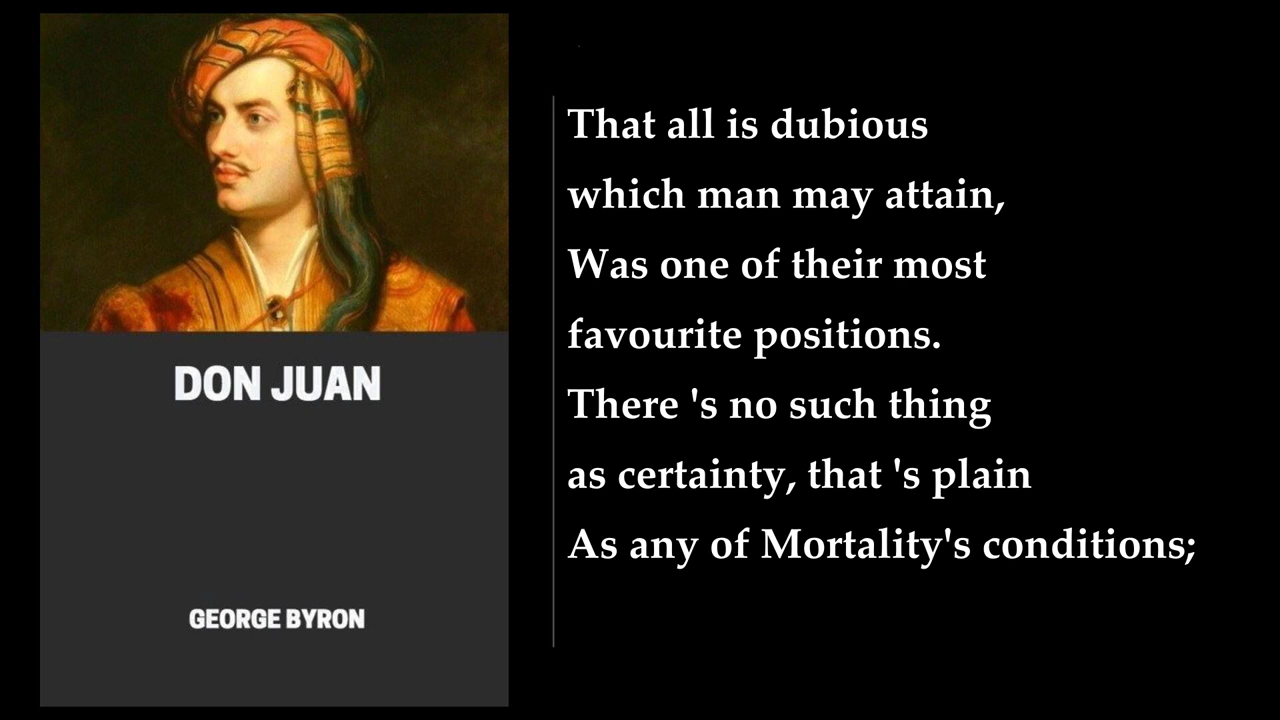 DON JUAN
GEORGE BYRON
That all is dubious
which man may attain,
Was one of their most
favourite positions.
There 's no such thing
as certainty, that 's plain
As any of Mortality's conditions;